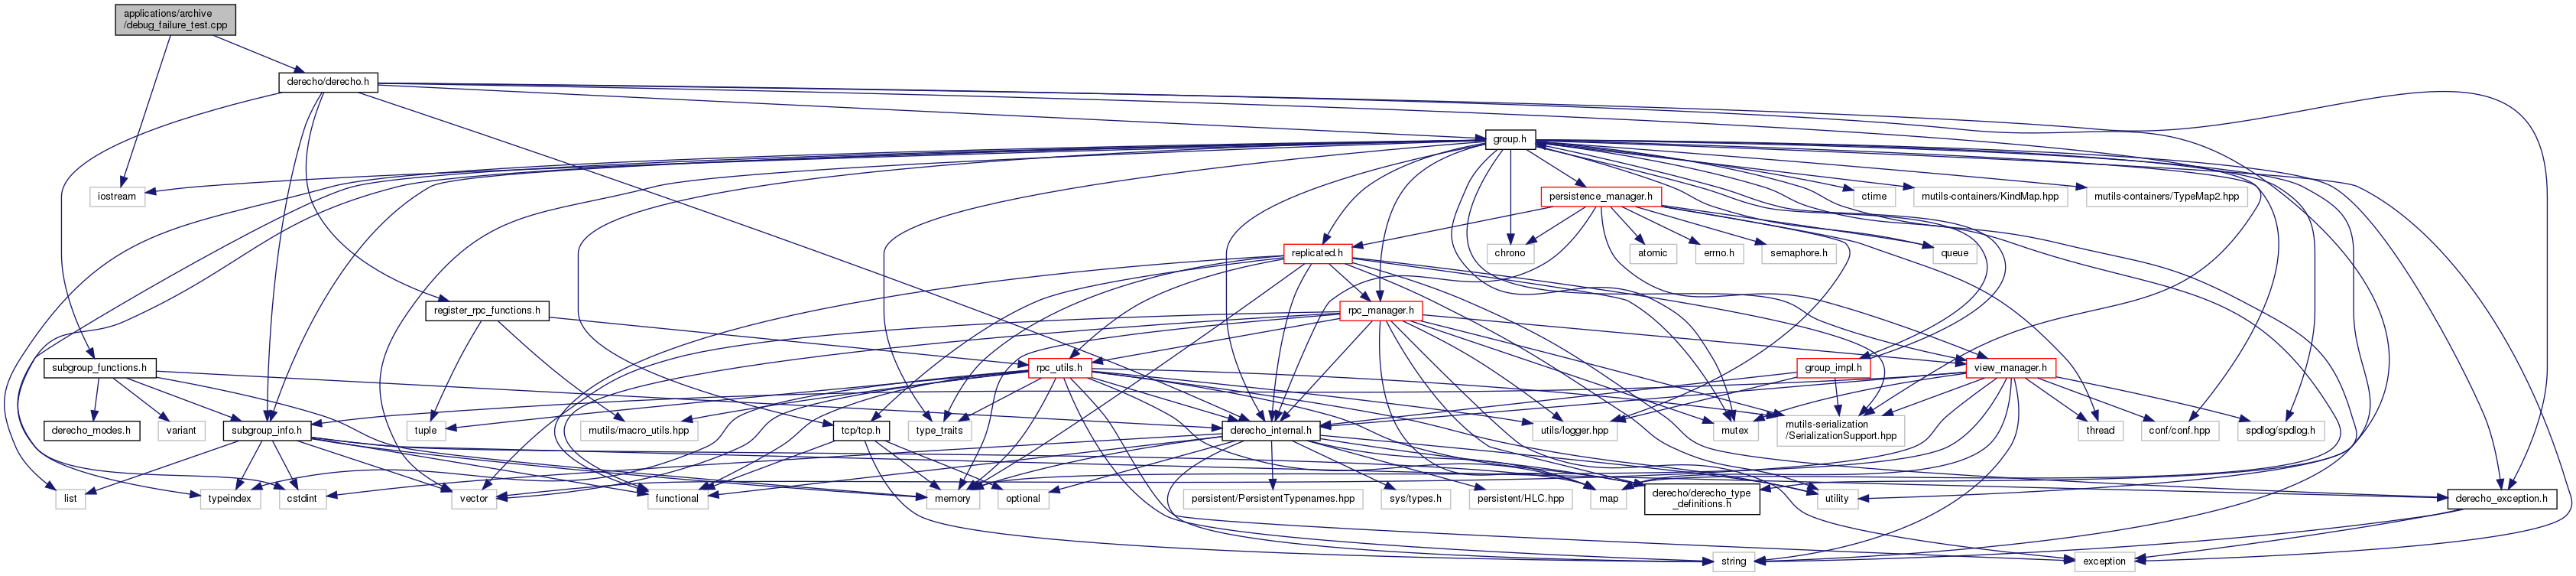 applications/archive
/debug_failure_test.cpp
derecho/derecho.h
group.h
iostream
persistence_manager.h
ctime
mutils-containers/KindMap.hpp
mutils-containers/TypeMap2.hpp
replicated.h
chrono
atomic
errno.h
semaphore.h
queue
register_rpc_functions.h
rpc_manager.h
subgroup_functions.h
rpc_utils.h
group_impl.h
view_manager.h
derecho_modes.h
variant
subgroup_info.h
tuple
mutils/macro_utils.hpp
tcp/tcp.h
type_traits
derecho_internal.h
utils/logger.hpp
mutex
mutils-serialization
/SerializationSupport.hpp
thread
conf/conf.hpp
spdlog/spdlog.h
list
typeindex
cstdint
vector
functional
memory
optional
persistent/PersistentTypenames.hpp
sys/types.h
persistent/HLC.hpp
map
derecho/derecho_type
_definitions.h
utility
derecho_exception.h
string
exception